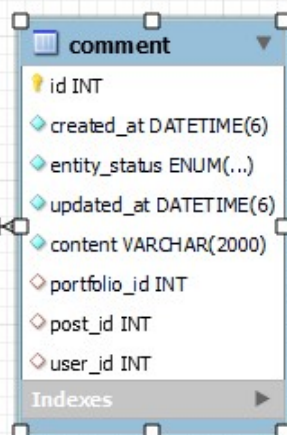 comment
id INT
created_at DATETIME(6)
entity_status ENUM(...)
updated_at DATETIME(6)
content VARCHAR(2000)
portfolio_id INT
post_id INT
user_id INT
Indexes